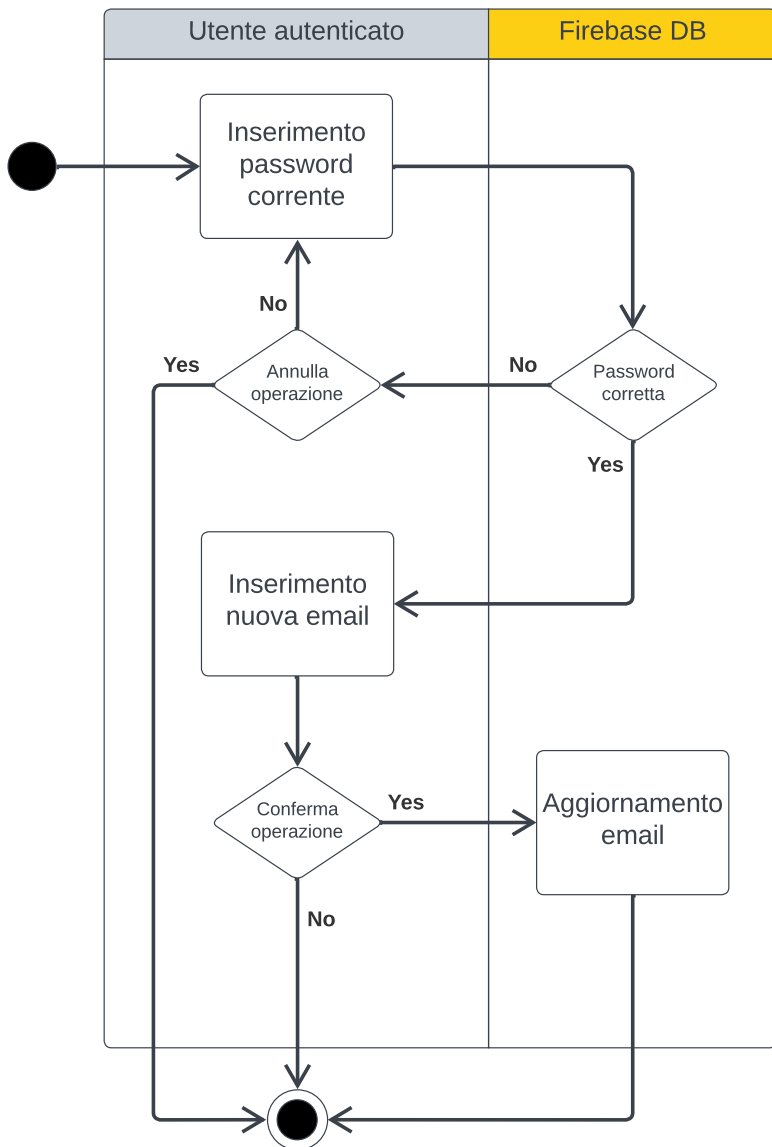 Utente autenticato
Firebase DB
Inserimento
password
corrente
No
Yes
Annulla
operazione
No
Password
corretta
Yes
Inserimento
nuova email
Conferma
operazione
Yes
Aggiornamento
email
No